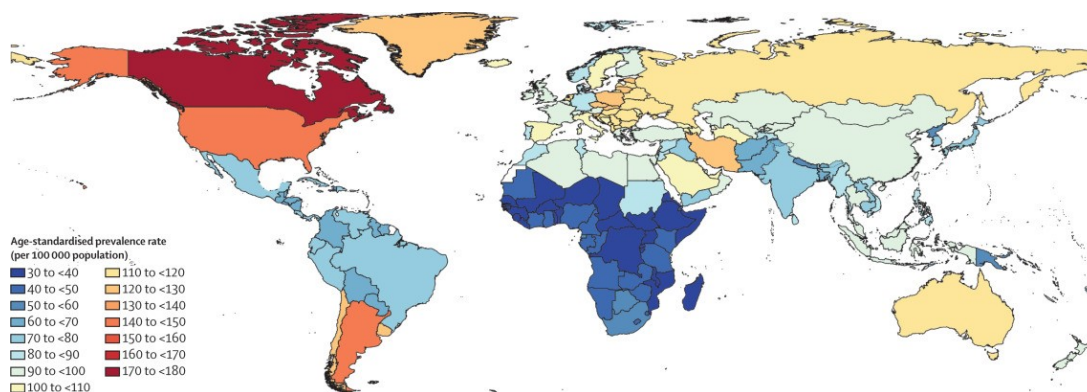 Age-standardised prevalence rate
(per 100 000 population)
30 to <40
40 to <50
50 to <60
60 to <70
70 to <80
80 to <90
90 to <100
100 to <110
110 to <120
120 to <130
130 to <140
140 to <150
150 to <160
160 to <170
170 to <180